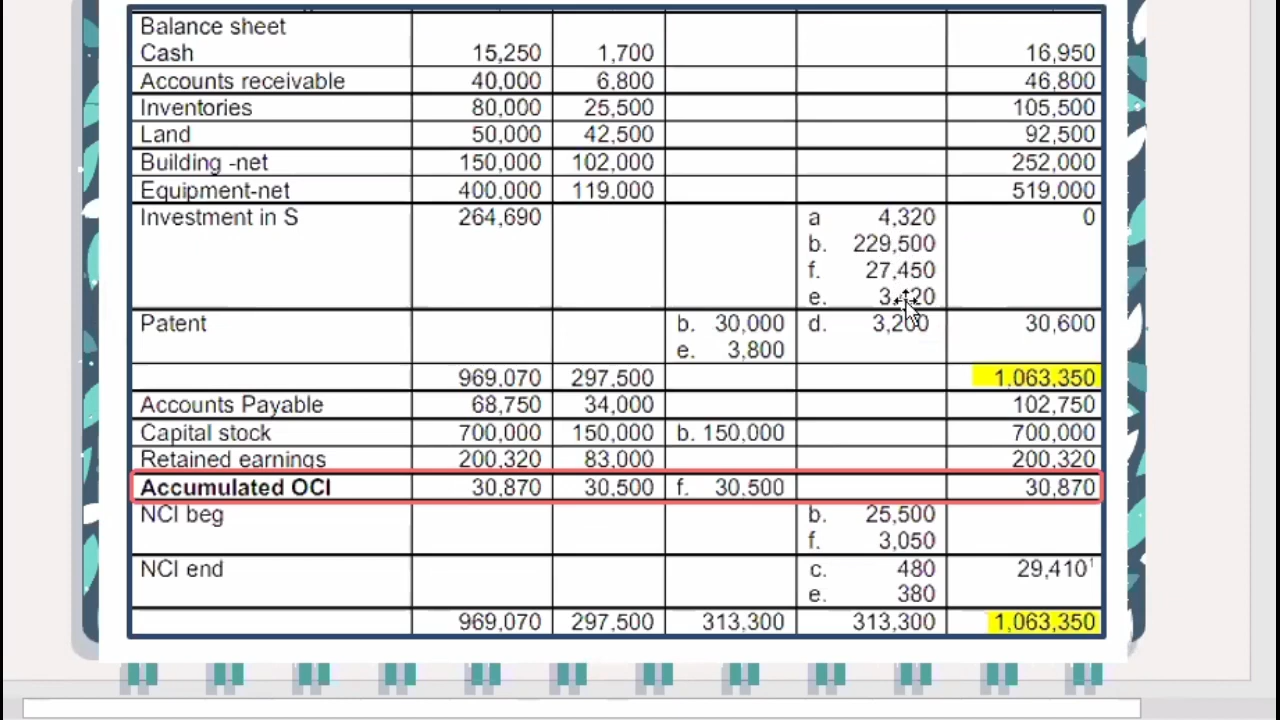 Balance sheet
Cash 15,250 1,700 16,950
Accounts receivable 40,000 6,800 46,800
Inventories 80,000 25,500 105,500
Land 50,000 42,500 92,500
Building -net 150,000 102,000 252,000
Equipment-net 400,000 119,000 519,000
Investment in S 264,690 a 4,320 0
b. 229,500
f. 27,450
e. 3,420
Patent b. 30,000 d. 3,200 30,600
e. 3,800
969,070 297,500 1,063,350
Accounts Payable 68,750 34,000 102,750
Capital stock 700,000 150,000 b. 150,000 700,000
Retained earnings 200,320 83,000 200,320
Accumulated OCI 30,870 30,500 f. 30,500 30,870
NCI beg b. 25,500
f. 3,050
NCI end c. 480 29,410¹
e. 380
969,070 297,500 313,300 313,300 1,063,350